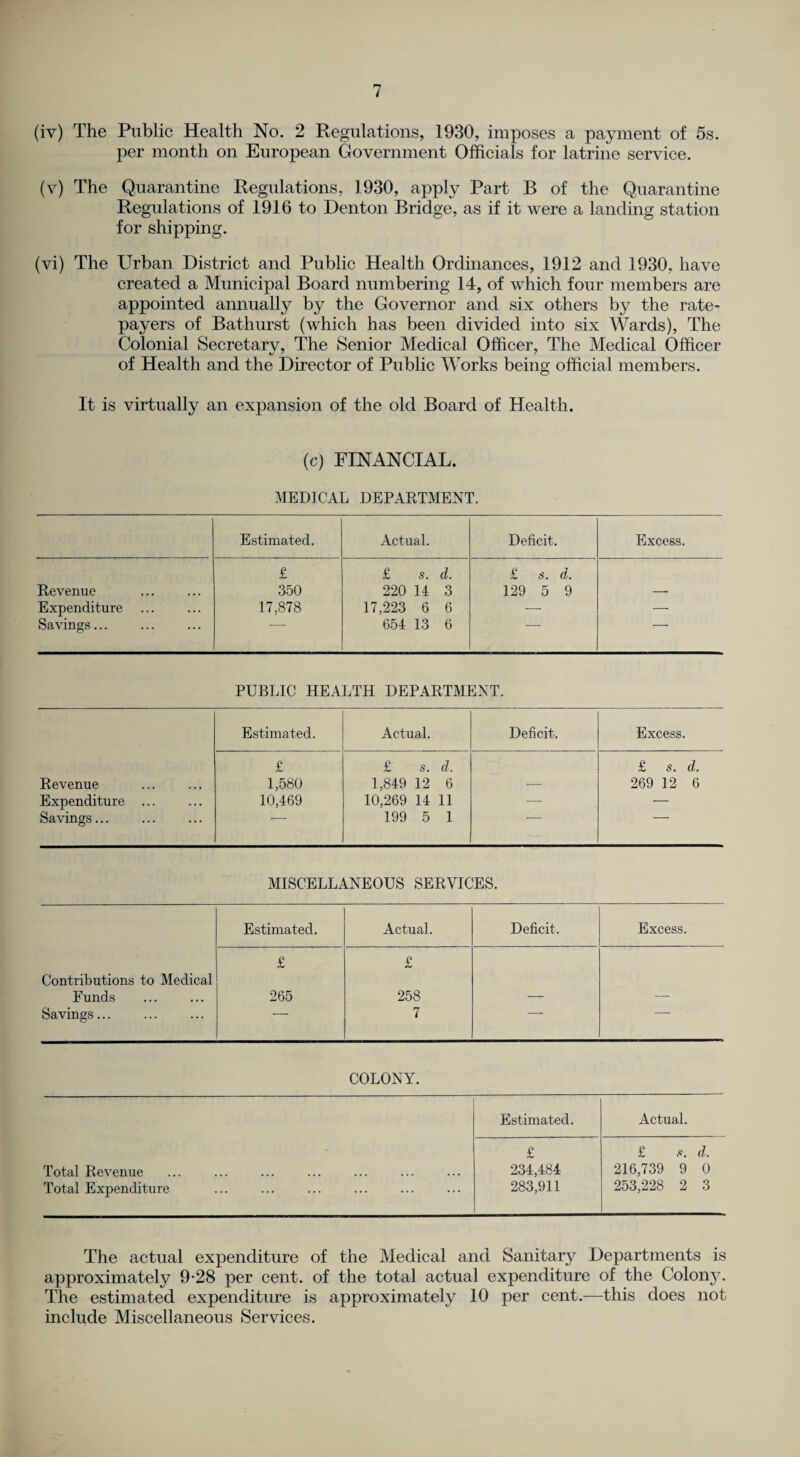 7
(iv) The Public Health No. 2 Regulations, 1930, imposes a payment of 5s.
per month on European Government Officials for latrine service.
(v) The Quarantine Regulations, 1930, apply Part B of the Quarantine
Regulations of 1916 to Denton Bridge, as if it were a landing station
for shipping.
(vi) The Urban District and Public Health Ordinances, 1912 and 1930, have
created a Municipal Board numbering 14, of which four members are
appointed annually by the Governor and six others by the rate-
payers of Bathurst (which has been divided into six Wards), The
Colonial Secretary, The Senior Medical Officer, The Medical Officer
of Health and the Director of Public Works being official members.
It is virtually an expansion of the old Board of Health.
(c) FINANCIAL.
MEDICAL DEPARTMENT.
Estimated. Actual. Deficit. Excess.
£ £ s. d. £ s. d.
Revenue ... ... 350 220 14 3 129 5 9 —
Expenditure ... ... 17,878 17,223 6 6 — —
Savings... ... ... — 654 13 6 — —
PUBLIC HEALTH DEPARTMENT.
Estimated. Actual. Deficit. Excess.
£ £ s. d. £ s. d.
Revenue ... ... 1,580 1,849 12 6 — 269 12 6
Expenditure ... ... 10,469 10,269 14 11 — —
Savings... ... ... — 199 5 1 — —
MISCELLANEOUS SERVICES.
Estimated. Actual. Deficit. Excess.
£ £
Contributions to Medical
Funds ... ... 265 258 — —
Savings... ... ... — 7 — —
COLONY.
Estimated. Actual.
£ £ s. d.
Total Revenue ... ... ... ... ... ... ... 234,484 216,739 9 0
Total Expenditure ... ... ... ... ... ... 283,911 253,228 2 3
The actual expenditure of the Medical and Sanitary Departments is
approximately 9·28 per cent. of the total actual expenditure of the Colony.
The estimated expenditure is approximately 10 per cent.—this does not
include Miscellaneous Services.